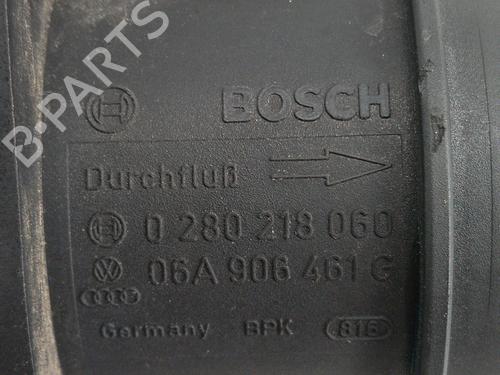 BOSCH
Durchfluß
0 280 218 060
06A 906 461 G
Germany BPK 816
B-PARTS